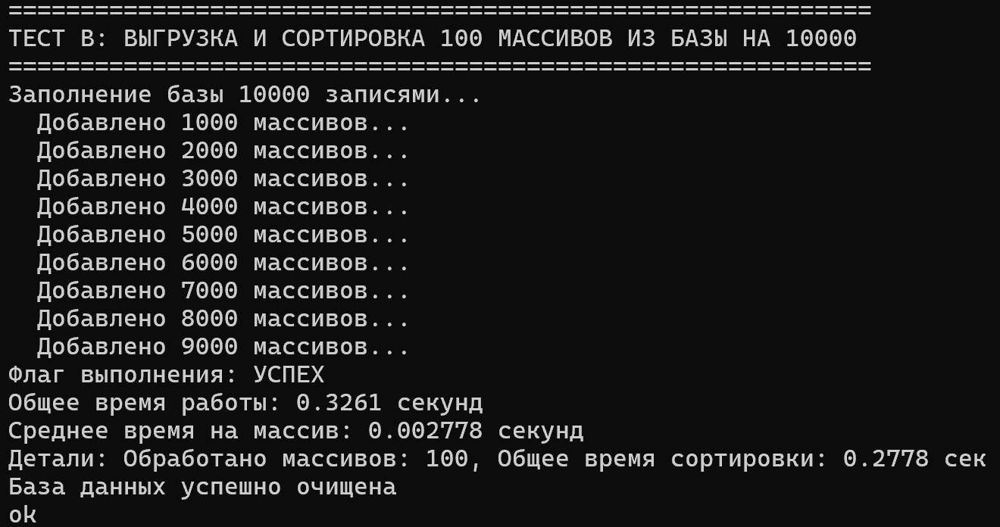 ============================================================
ТЕСТ B: ВЫГРУЗКА И СОРТИРОВКА 100 МАССИВОВ ИЗ БАЗЫ НА 10000
============================================================
Заполнение базы 10000 записями...
  Добавлено 1000 массивов...
  Добавлено 2000 массивов...
  Добавлено 3000 массивов...
  Добавлено 4000 массивов...
  Добавлено 5000 массивов...
  Добавлено 6000 массивов...
  Добавлено 7000 массивов...
  Добавлено 8000 массивов...
  Добавлено 9000 массивов...
Флаг выполнения: УСПЕХ
Общее время работы: 0.3261 секунд
Среднее время на массив: 0.002778 секунд
Детали: Обработано массивов: 100, Общее время сортировки: 0.2778 сек
База данных успешно очищена
ok